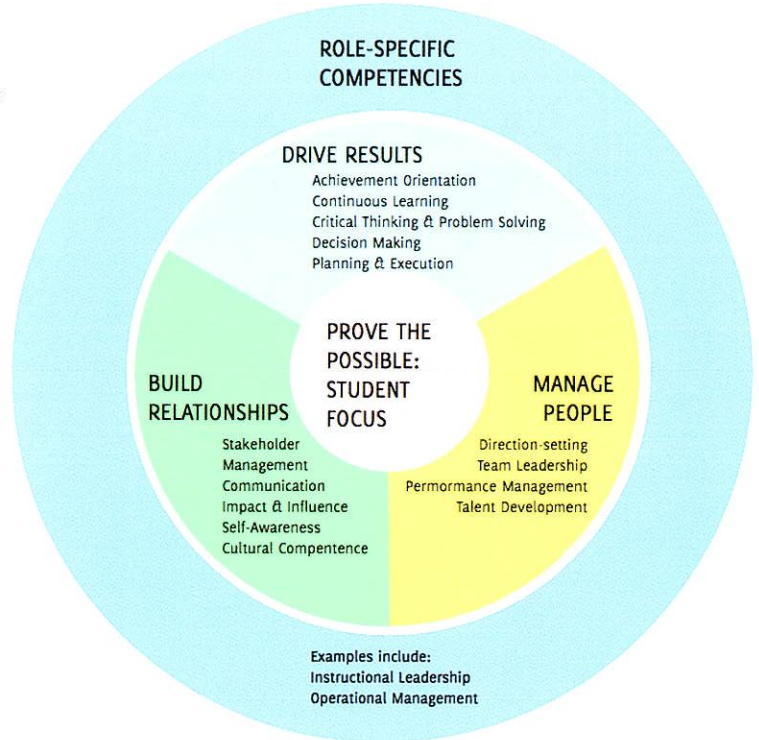 ROLE-SPECIFIC
COMPETENCIES
DRIVE RESULTS
Achievement Orientation
Continuous Learning
Critical Thinking & Problem Solving
Decision Making
Planning & Execution
PROVE THE
POSSIBLE:
STUDENT
FOCUS
BUILD
RELATIONSHIPS
Stakeholder
Management
Communication
Impact & Influence
Self-Awareness
Cultural Compentence
MANAGE
PEOPLE
Direction-setting
Team Leadership
Permormance Management
Talent Development
Examples include:
Instructional Leadership
Operational Management